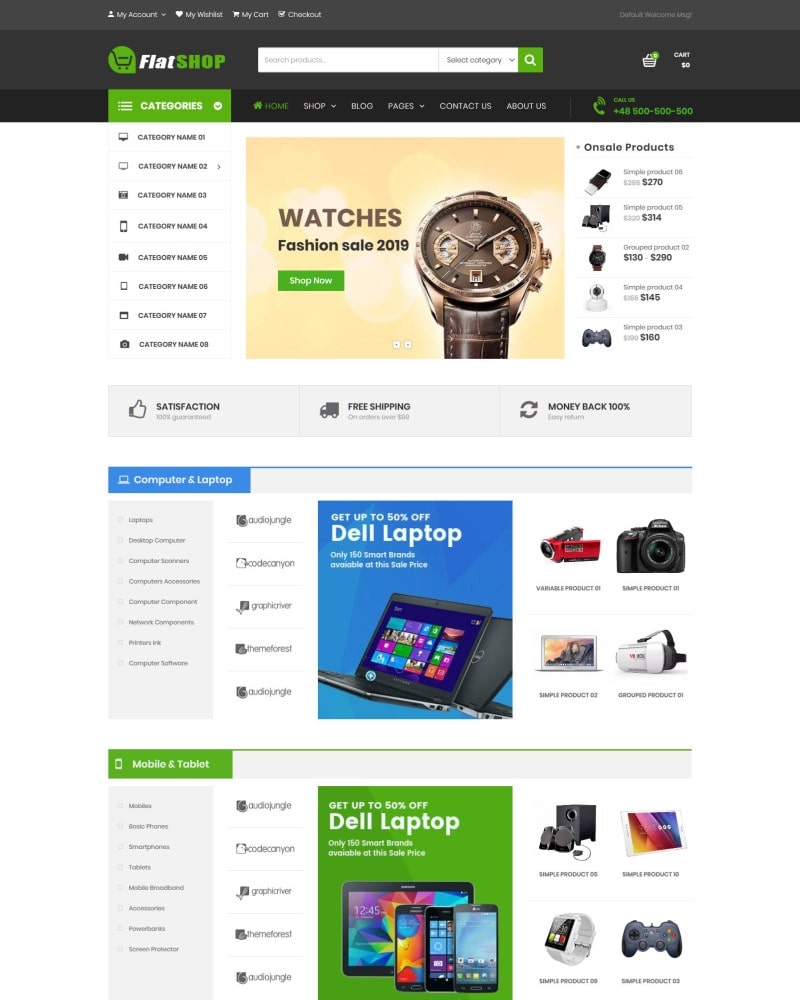 My Account My Wishlist My Cart Checkout Default Welcome Msg!
FlatSHOP
Search products... Select category
0
CART
$0
CATEGORIES
HOME SHOP BLOG PAGES CONTACT US ABOUT US
CALL US
+48 500-500-500
CATEGORY NAME 01
CATEGORY NAME 02
CATEGORY NAME 03
CATEGORY NAME 04
CATEGORY NAME 05
CATEGORY NAME 06
CATEGORY NAME 07
CATEGORY NAME 08
WATCHES
Fashion sale 2019
Shop Now
Onsale Products
Simple product 06
$285 $270
Simple product 05
$320 $314
Grouped product 02
$130 - $290
Simple product 04
$155 $145
Simple product 03
$190 $160
SATISFACTION
100% guaranteed
FREE SHIPPING
On orders over $99
MONEY BACK 100%
Easy return
Computer & Laptop
Laptops
Desktop Computer
Computer Scanners
Computers Accessories
Computer Component
Network Components
Printers Ink
Computer Software
audiojungle
codecanyon
graphicriver
themeforest
audiojungle
GET UP TO 50% OFF
Dell Laptop
Only 150 Smart Brands
avaiable at this Sale Price
Start
DELL
Nikon
VR BOX
VARIABLE PRODUCT 01
SIMPLE PRODUCT 01
SIMPLE PRODUCT 02
GROUPED PRODUCT 01
Mobile & Tablet
Mobiles
Basic Phones
Smartphones
Tablets
Mobile Broadband
Accessories
Powerbanks
Screen Protector
audiojungle
codecanyon
graphicriver
themeforest
audiojungle
GET UP TO 50% OFF
Dell Laptop
Only 150 Smart Brands
avaiable at this Sale Price
12:45
SIMPLE PRODUCT 05
SIMPLE PRODUCT 10
SIMPLE PRODUCT 09
SIMPLE PRODUCT 03